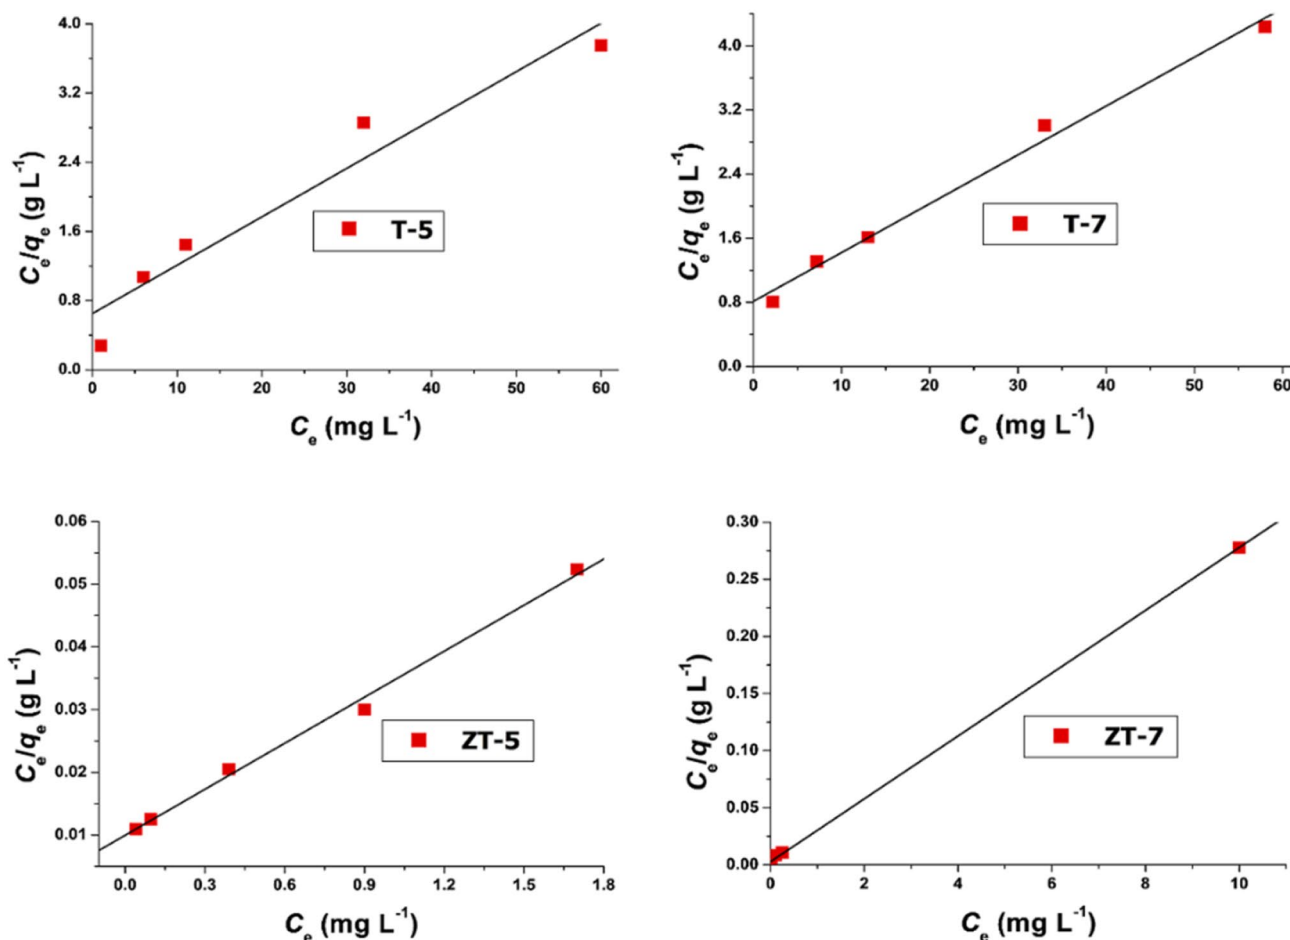 4.0
3.2
2.4
1.6
0.8
0.0
Ce/qe (g L-1)
T-5
0 10 20 30 40 50 60
Ce (mg L-1)
4.0
3.2
2.4
1.6
0.8
0.0
Ce/qe (g L-1)
T-7
0 10 20 30 40 50 60
Ce (mg L-1)
0.06
0.05
0.04
0.03
0.02
0.01
Ce/qe (g L-1)
ZT-5
0.0 0.3 0.6 0.9 1.2 1.5 1.8
Ce (mg L-1)
0.30
0.25
0.20
0.15
0.10
0.05
0.00
Ce/qe (g L-1)
ZT-7
0 2 4 6 8 10
Ce (mg L-1)